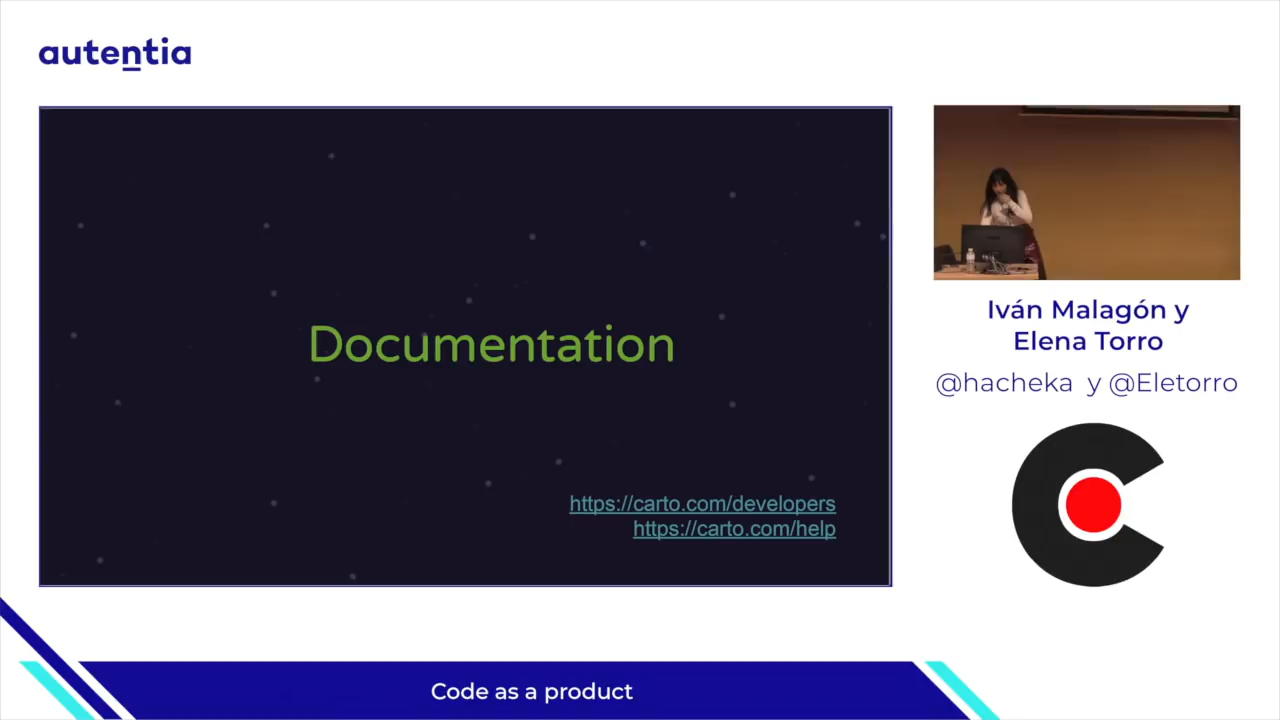 autentia
Documentation
https://carto.com/developers
https://carto.com/help
Iván Malagón y
Elena Torro
@hacheka y @Eletorro
Code as a product